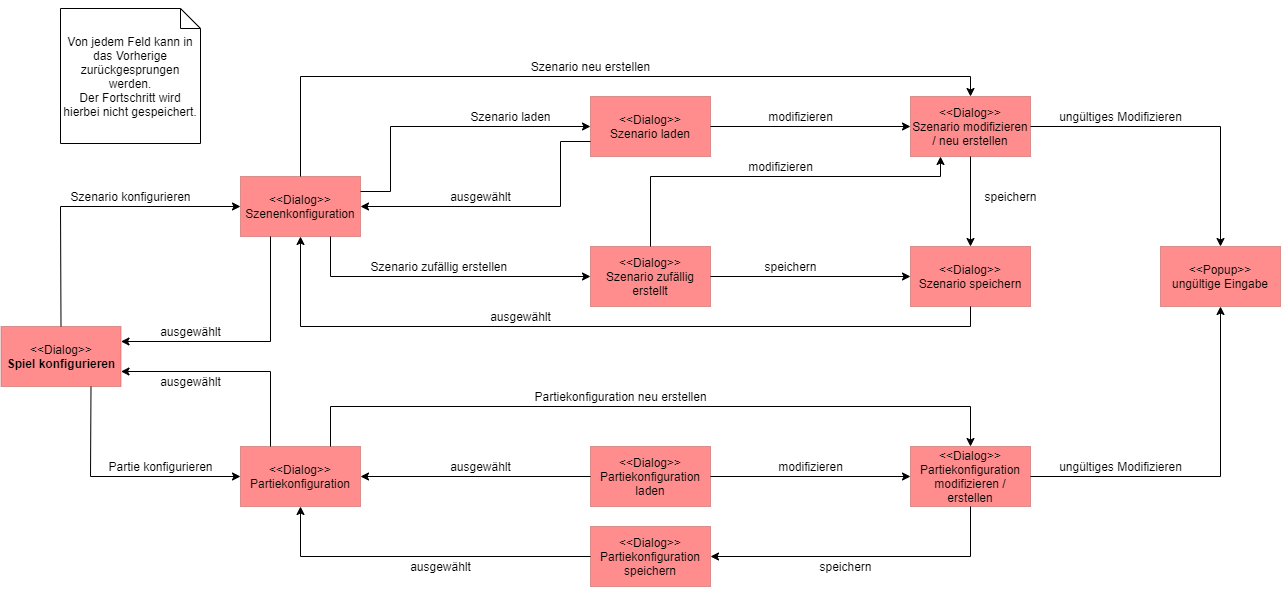 Von jedem Feld kann in
das Vorherige
zurückgesprungen
werden.
Der Fortschritt wird
hierbei nicht gespeichert.
Szenario neu erstellen
Szenario laden
<<Dialog>>
Szenario laden
modifizieren
<<Dialog>>
Szenario modifizieren
/ neu erstellen
ungültiges Modifizieren
modifizieren
Szenario konfigurieren
<<Dialog>>
Szenenkonfiguration
ausgewählt
speichern
Szenario zufällig erstellen
<<Dialog>>
Szenario zufällig
erstellt
speichern
<<Dialog>>
Szenario speichern
<<Popup>>
ungültige Eingabe
ausgewählt
ausgewählt
<<Dialog>>
Spiel konfigurieren
ausgewählt
Partiekonfiguration neu erstellen
Partie konfigurieren
<<Dialog>>
Partiekonfiguration
ausgewählt
<<Dialog>>
Partiekonfiguration
laden
modifizieren
<<Dialog>>
Partiekonfiguration
modifizieren /
erstellen
ungültiges Modifizieren
ausgewählt
<<Dialog>>
Partiekonfiguration
speichern
speichern